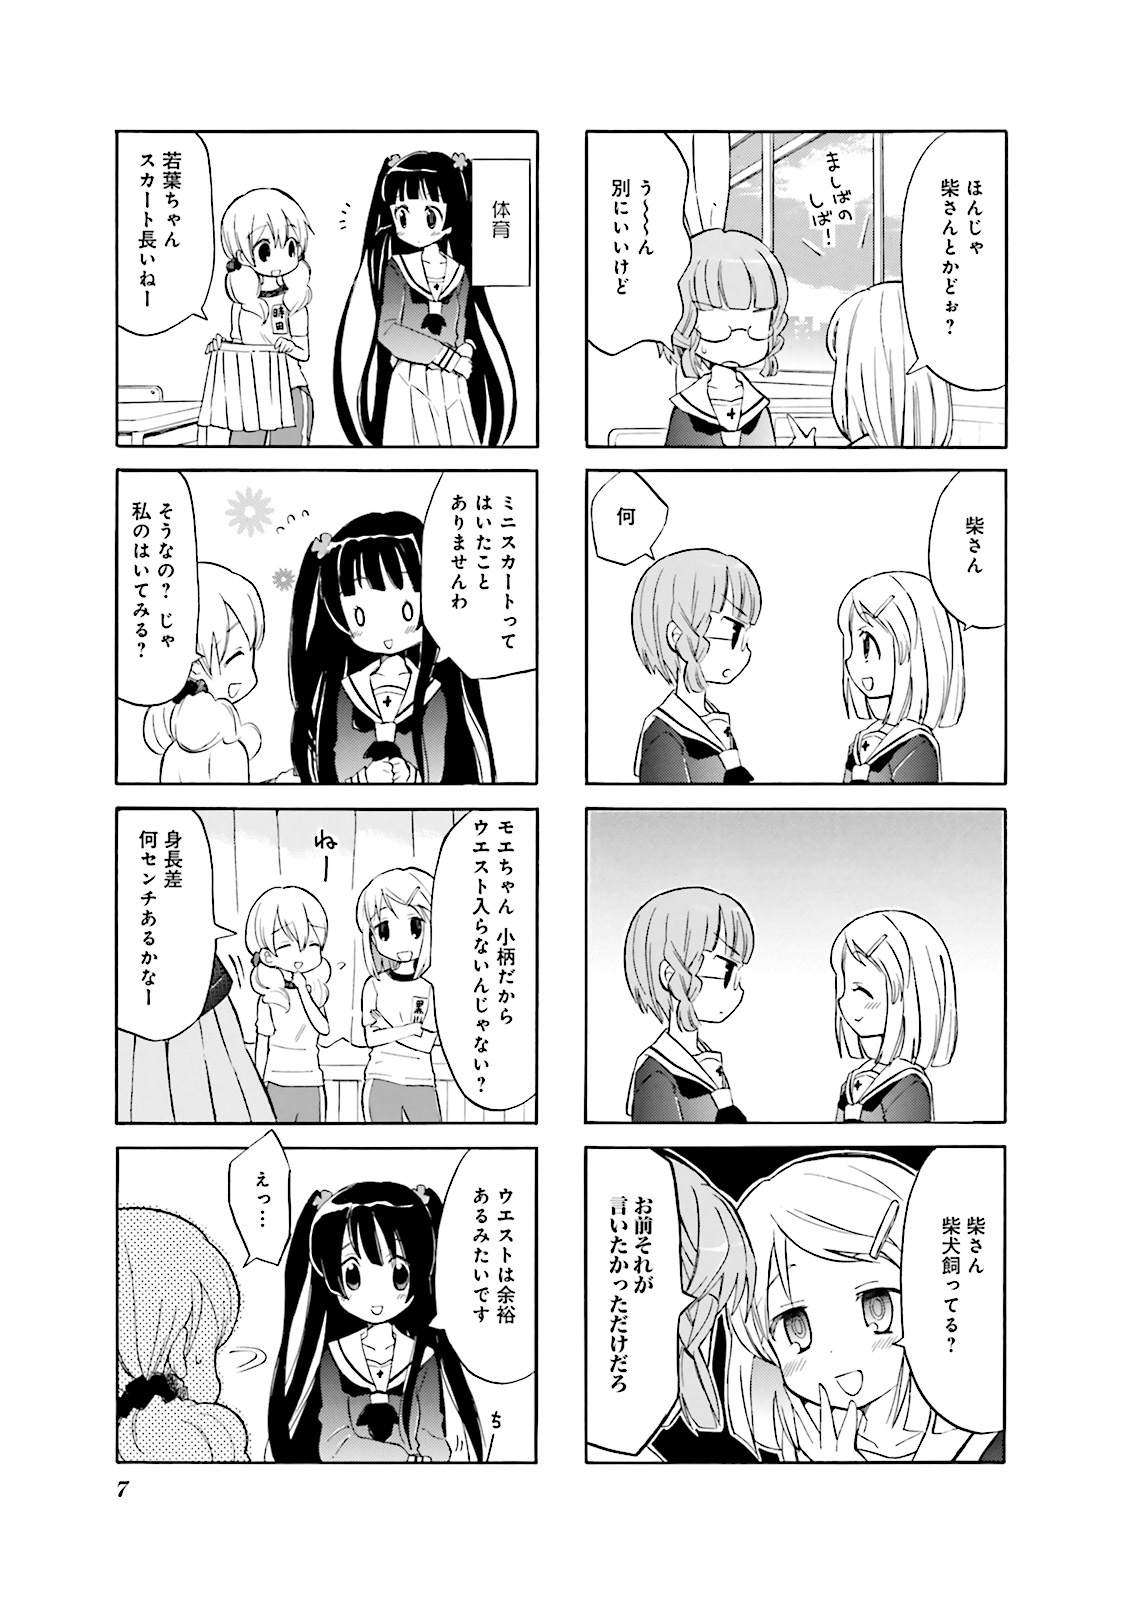 ほんじゃ
柴さんとかどぉ?
ましばの
しば!
う〜〜〜ん
別にいいけど
柴さん
何
柴さん
柴犬飼ってる?
お前それが
言いたかっただけだろ
体育
若葉ちゃん
スカート長いねー
時田
ミニスカートって
はいたこと
ありませんわ
そうなの? じゃ
私のはいてみる?
モエちゃん 小柄だから
ウエスト入らないんじゃない?
ねー
身長差
何センチあるかなー
ウエストは余裕
あるみたいです
えっ…
ち
7